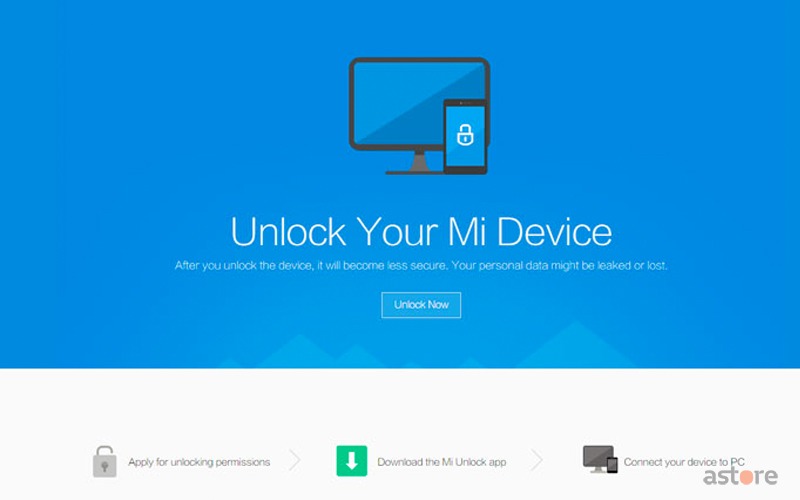 Unlock Your Mi Device
After you unlock the device, it will become less secure. Your personal data might be leaked or lost.
Unlock Now
Apply for unlocking permissions
Download the Mi Unlock app
Connect your device to PC
astore